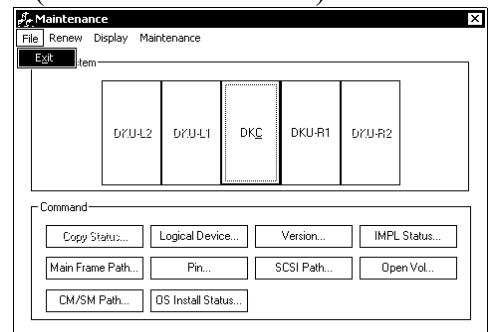 Maintenance
File Renew Display Maintenance
Exit
tem
DKU-L2 DKU-L1 DKC DKU-R1 DKU-R2
Command
Copy Status... Logical Device... Version... IMPL Status...
Main Frame Path... Pin... SCSI Path... Open Vol...
CM/SM Path... OS Install Status...